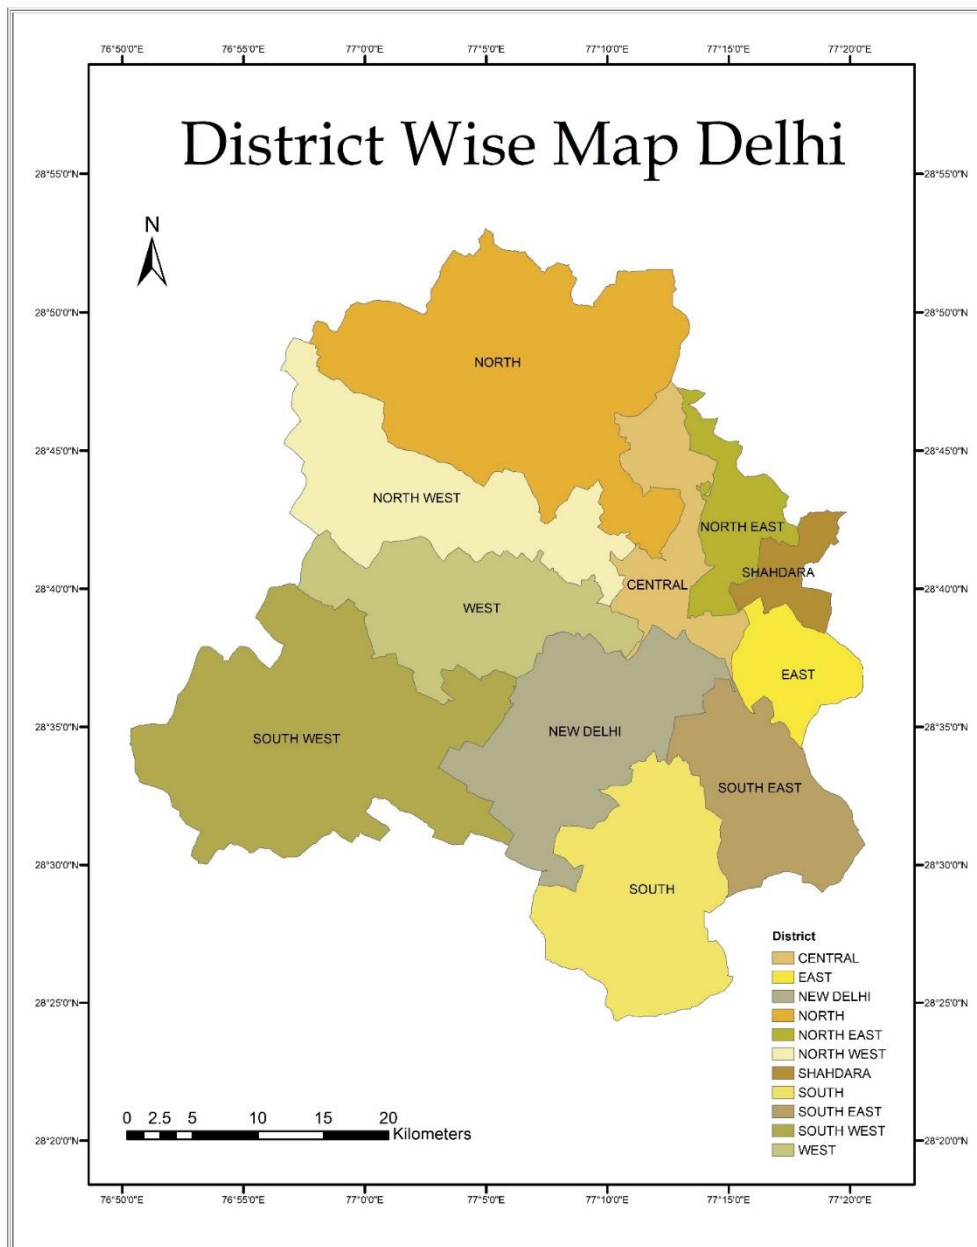 76°50'0"E 76°55'0"E 77°0'0"E 77°5'0"E 77°10'0"E 77°15'0"E 77°20'0"E
District Wise Map Delhi
28°55'0"N 28°55'0"N
N
28°50'0"N 28°50'0"N
NORTH
28°45'0"N 28°45'0"N
NORTH WEST
NORTH EAST
SHAHDARA
28°40'0"N CENTRAL 28°40'0"N
WEST
EAST
28°35'0"N 28°35'0"N
NEW DELHI
SOUTH WEST
SOUTH EAST
28°30'0"N 28°30'0"N
SOUTH
District
CENTRAL
EAST
NEW DELHI
28°25'0"N 28°25'0"N
NORTH
NORTH EAST
NORTH WEST
SHAHDARA
SOUTH
SOUTH EAST
SOUTH WEST
WEST
0 2.5 5 10 15 20
Kilometers
28°20'0"N 28°20'0"N
76°50'0"E 76°55'0"E 77°0'0"E 77°5'0"E 77°10'0"E 77°15'0"E 77°20'0"E